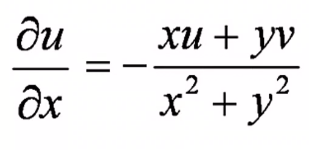 ∂u/∂x = -(xu + yv)/(x² + y²)